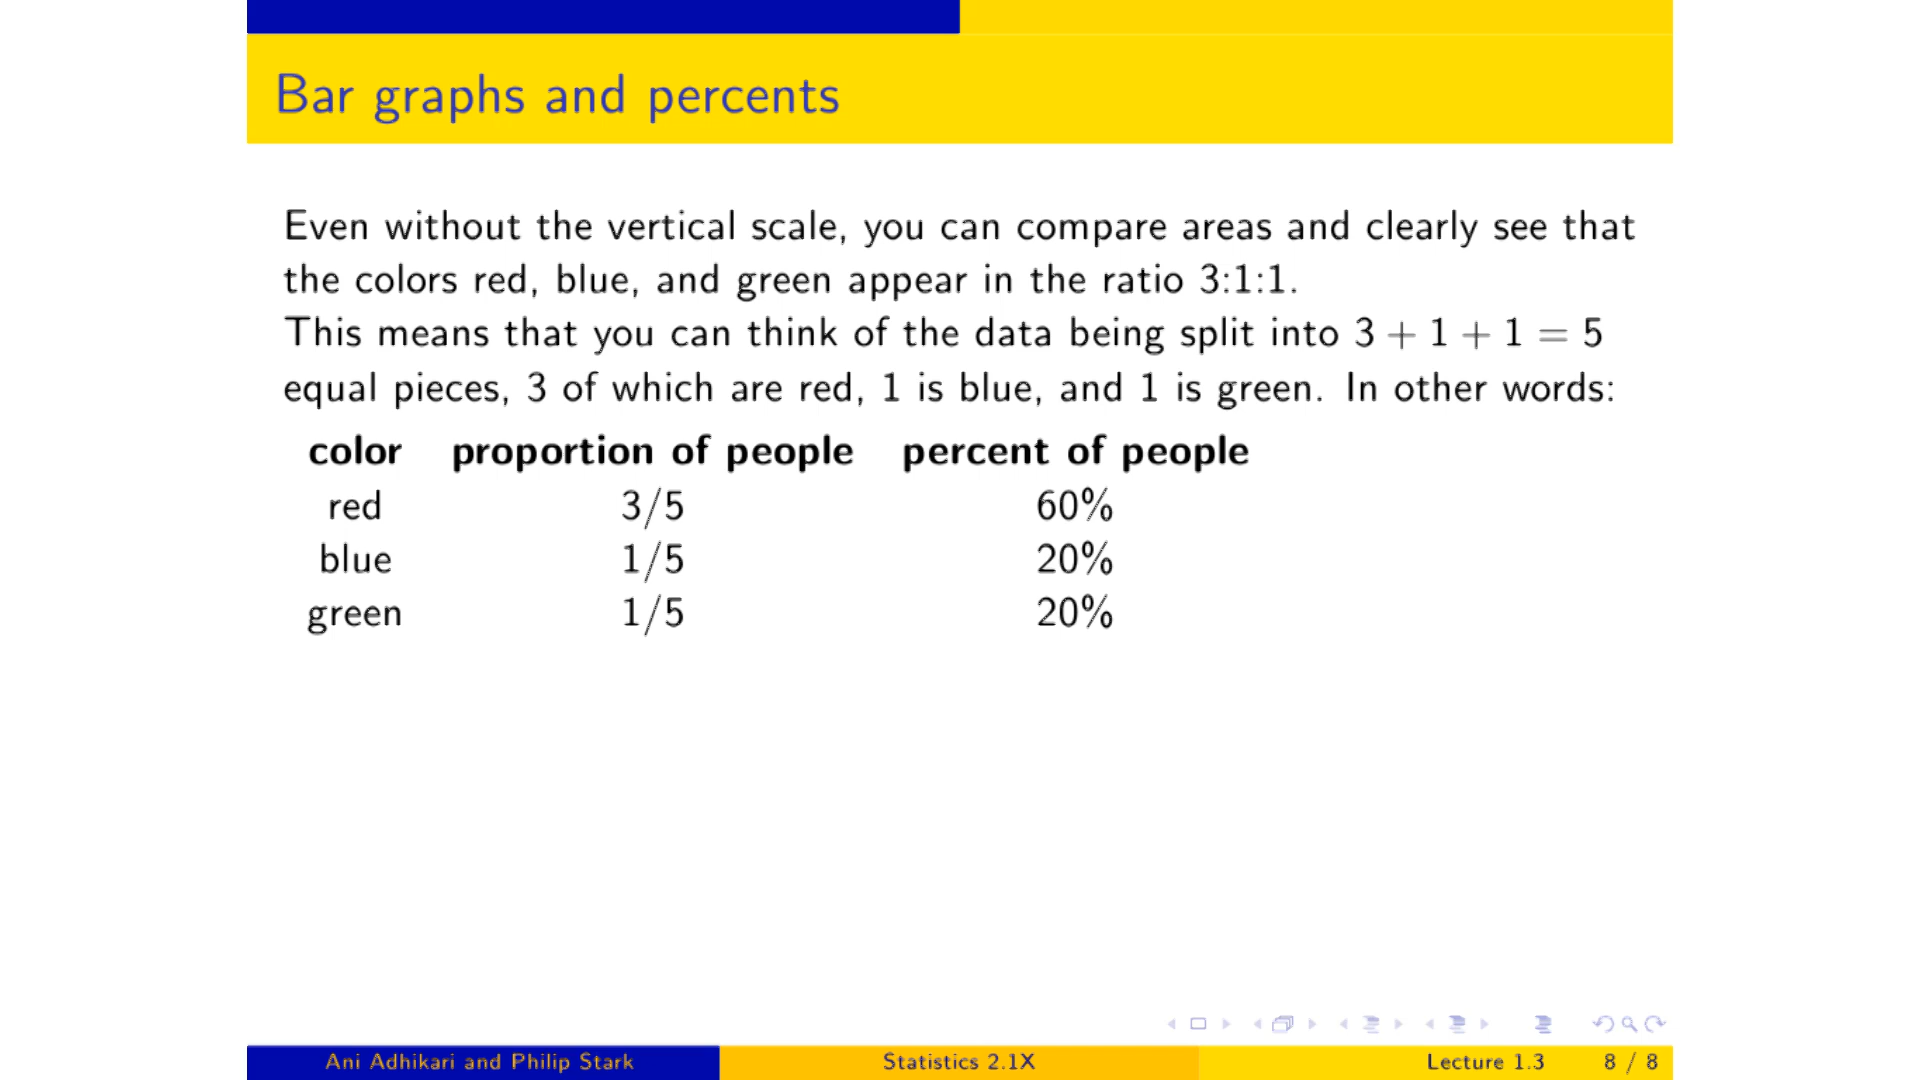 Bar graphs and percents
Even without the vertical scale, you can compare areas and clearly see that
the colors red, blue, and green appear in the ratio 3:1:1.
This means that you can think of the data being split into 3 + 1 + 1 = 5
equal pieces, 3 of which are red, 1 is blue, and 1 is green. In other words:
color proportion of people percent of people
red 3/5 60%
blue 1/5 20%
green 1/5 20%
Ani Adhikari and Philip Stark Statistics 2.1X Lecture 1.3 8 / 8